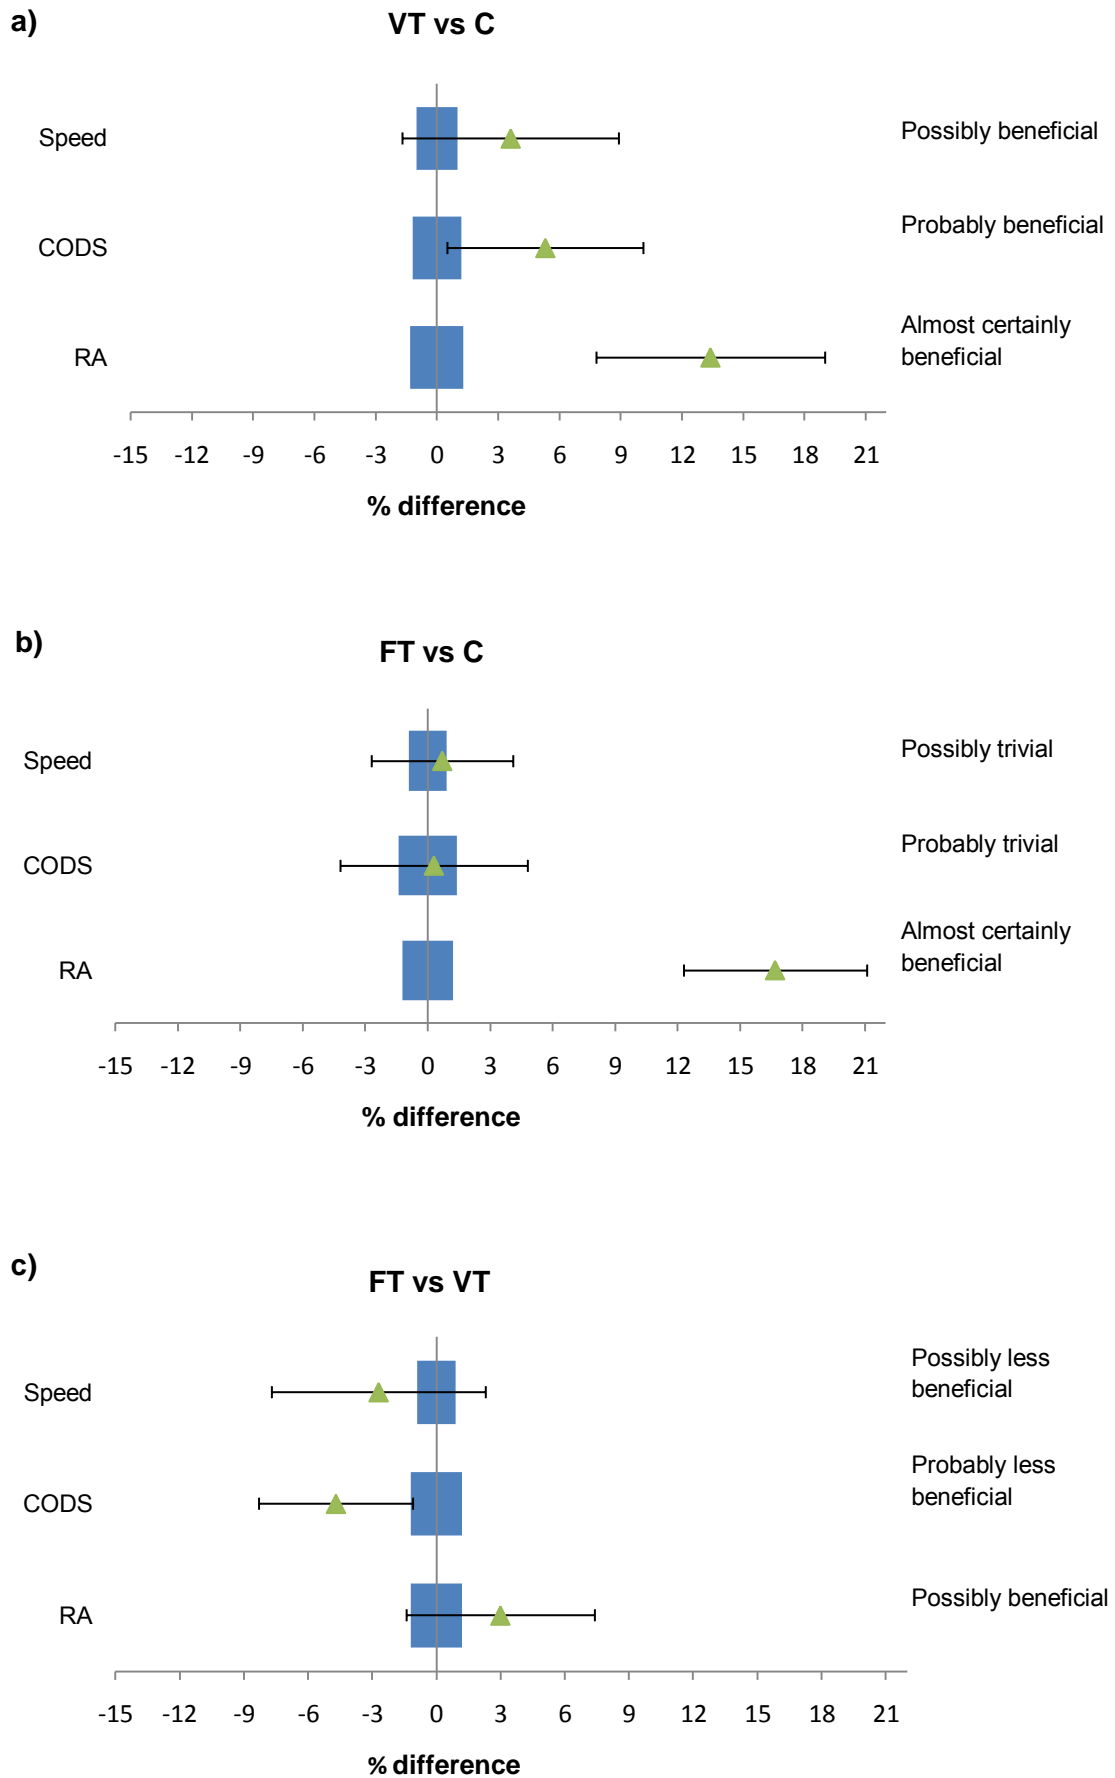 a)
VT vs C
Speed
Possibly beneficial
CODS
Probably beneficial
RA
Almost certainly
beneficial
-15 -12 -9 -6 -3 0 3 6 9 12 15 18 21
% difference
b)
FT vs C
Speed
Possibly trivial
CODS
Probably trivial
RA
Almost certainly
beneficial
-15 -12 -9 -6 -3 0 3 6 9 12 15 18 21
% difference
c)
FT vs VT
Speed
Possibly less
beneficial
CODS
Probably less
beneficial
RA
Possibly beneficial
-15 -12 -9 -6 -3 0 3 6 9 12 15 18 21
% difference